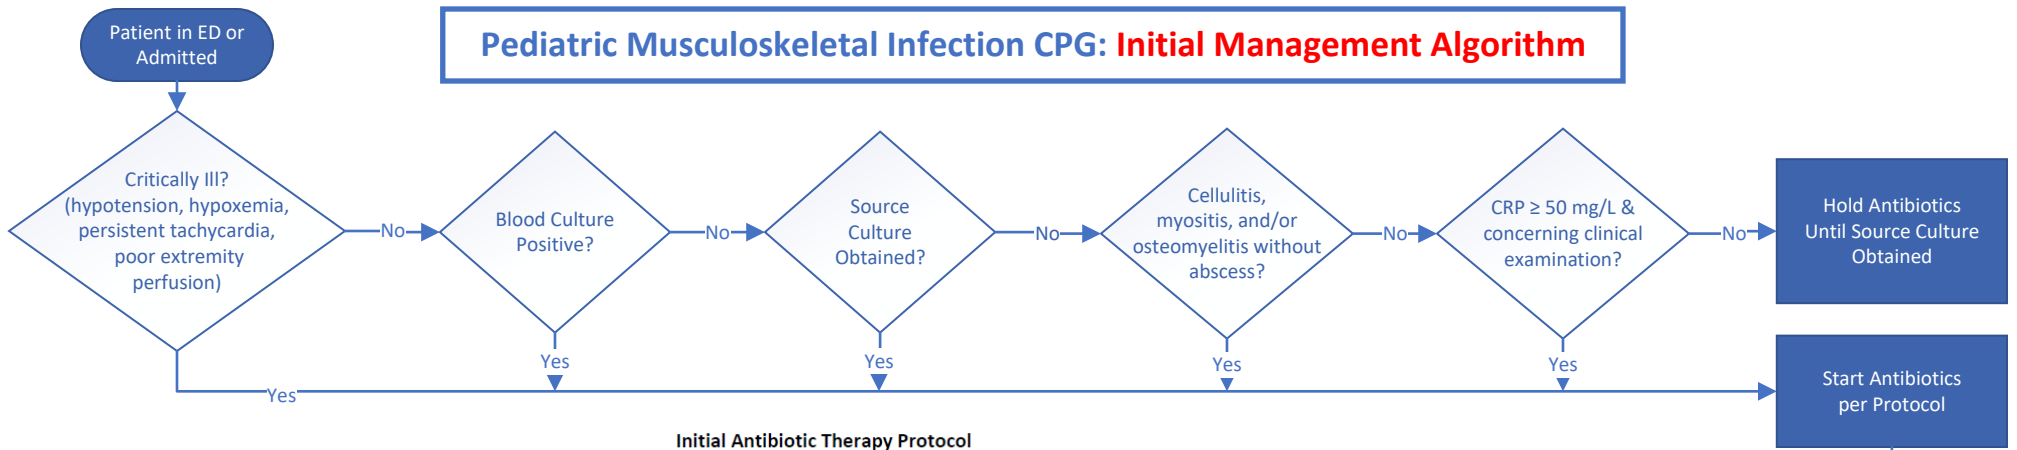 Patient in ED or
Admitted
Pediatric Musculoskeletal Infection CPG: Initial Management Algorithm
Critically Ill?
(hypotension, hypoxemia,
persistent tachycardia,
poor extremity
perfusion)
No
Blood Culture
Positive?
No
Source
Culture
Obtained?
No
Cellulitis,
myositis, and/or
osteomyelitis without
abscess?
No
CRP ≥ 50 mg/L &
concerning clinical
examination?
No
Hold Antibiotics
Until Source Culture
Obtained
Yes
Yes
Yes
Yes
Yes
Start Antibiotics
per Protocol
Initial Antibiotic Therapy Protocol